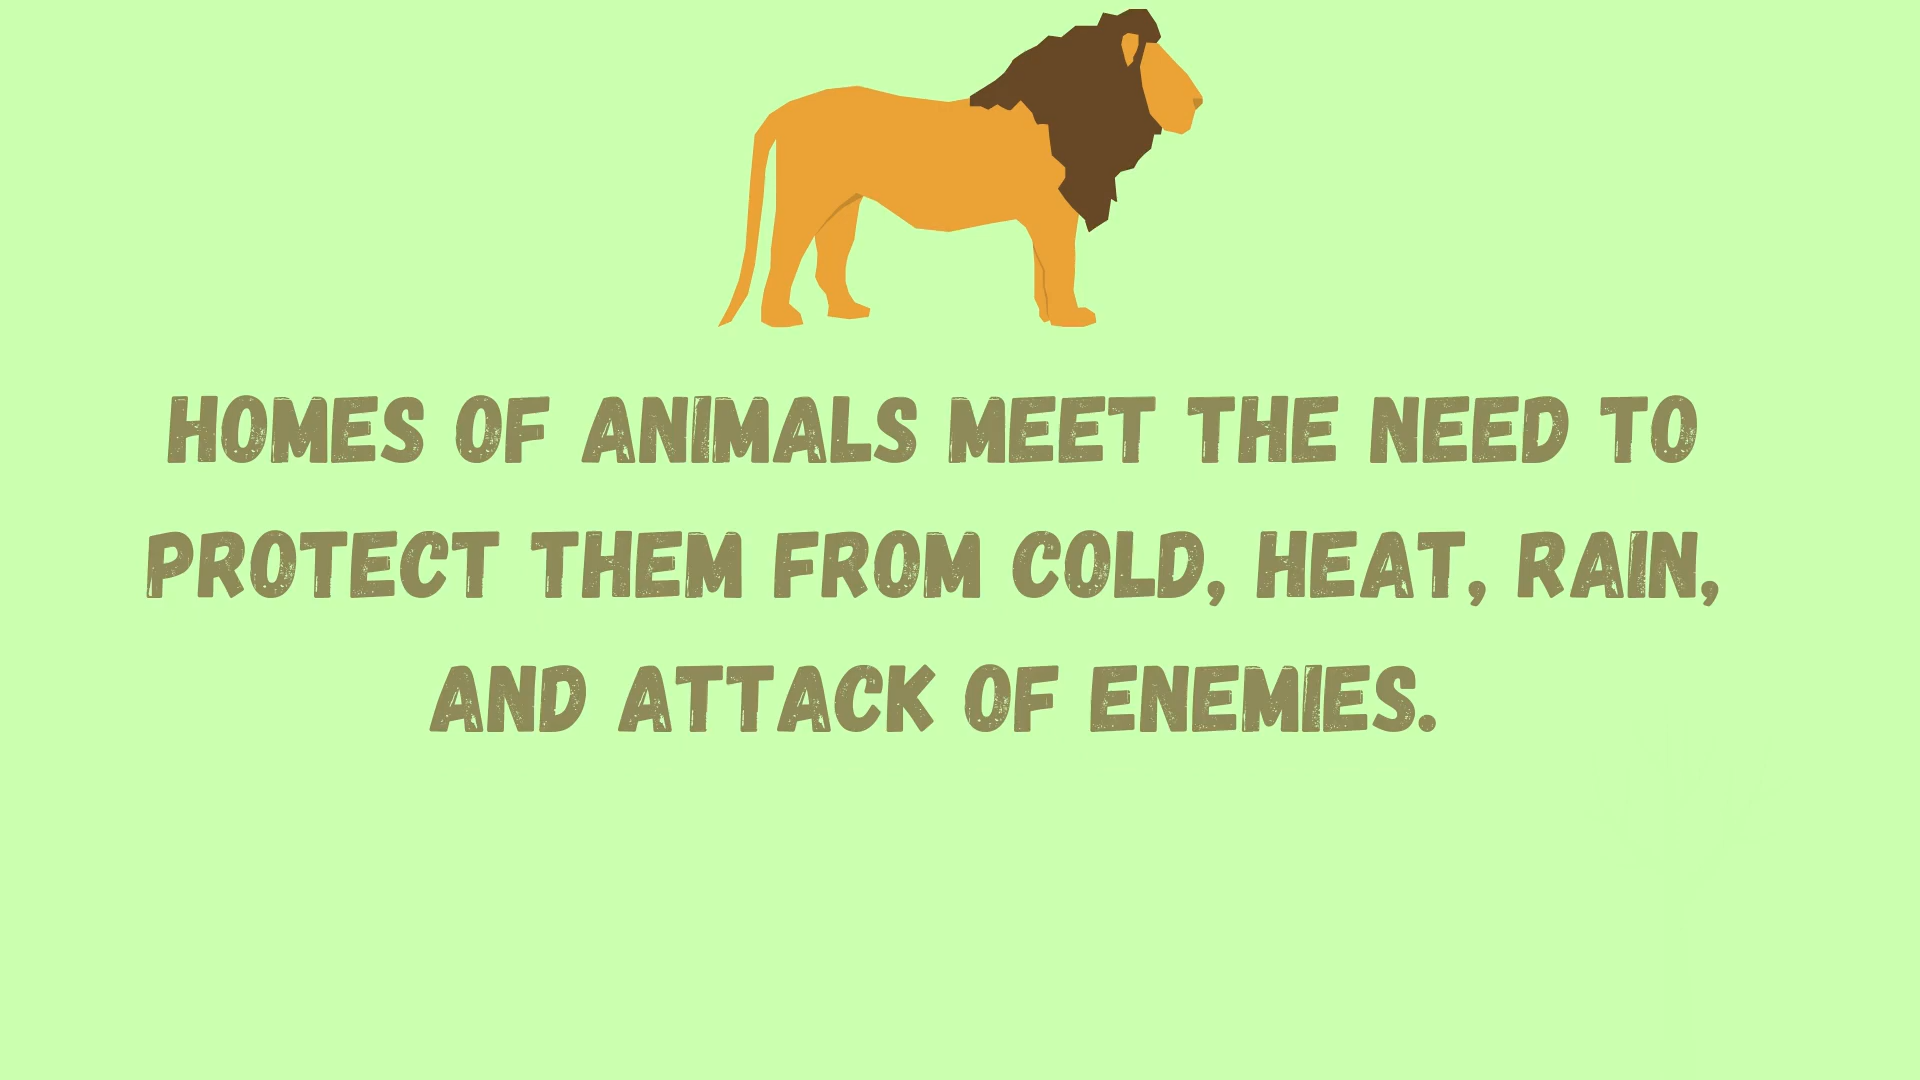 HOMES OF ANIMALS MEET THE NEED TO
PROTECT THEM FROM COLD, HEAT, RAIN,
AND ATTACK OF ENEMIES.